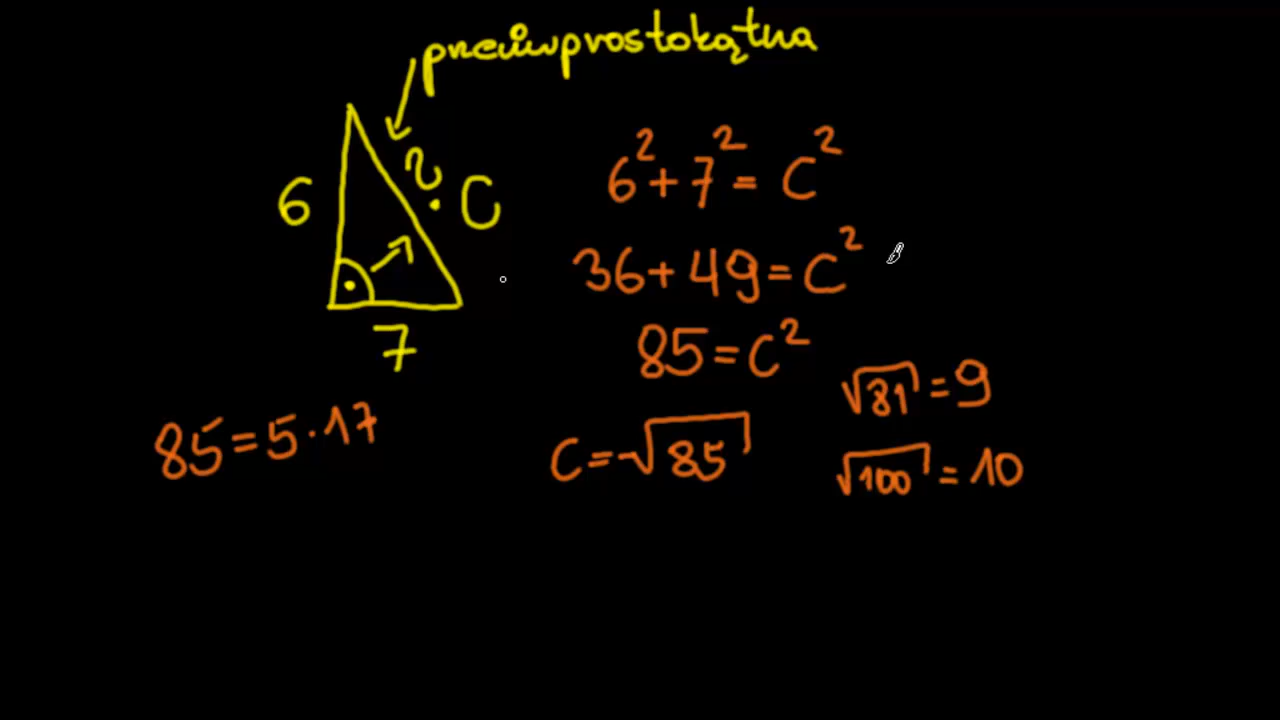 przeciwprostokątna
6
? C
7
6² + 7² = C²
36 + 49 = C²
85 = C²
√81 = 9
85 = 5 · 17
C = √85
√100 = 10